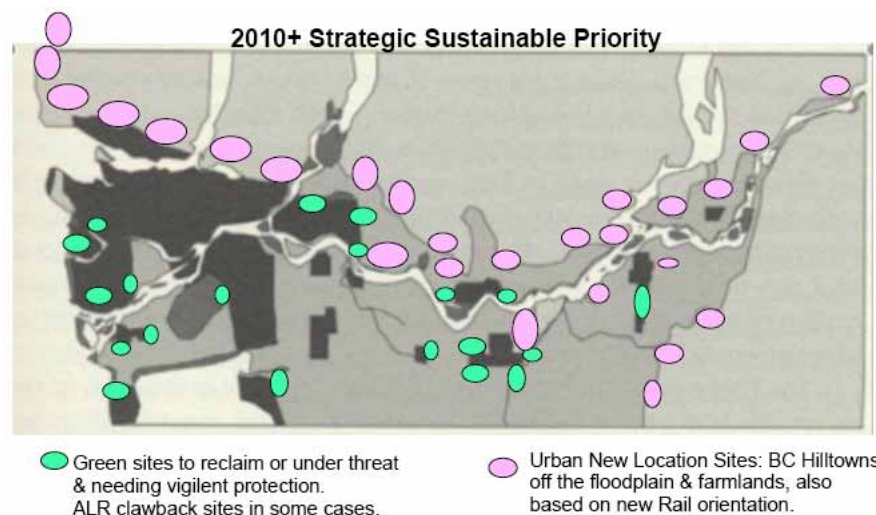 2010+ Strategic Sustainable Priority
Green sites to reclaim or under threat
& needing vigilent protection.
ALR clawback sites in some cases.
Urban New Location Sites: BC Hilltowns
off the floodplain & farmlands, also
based on new Rail orientation.